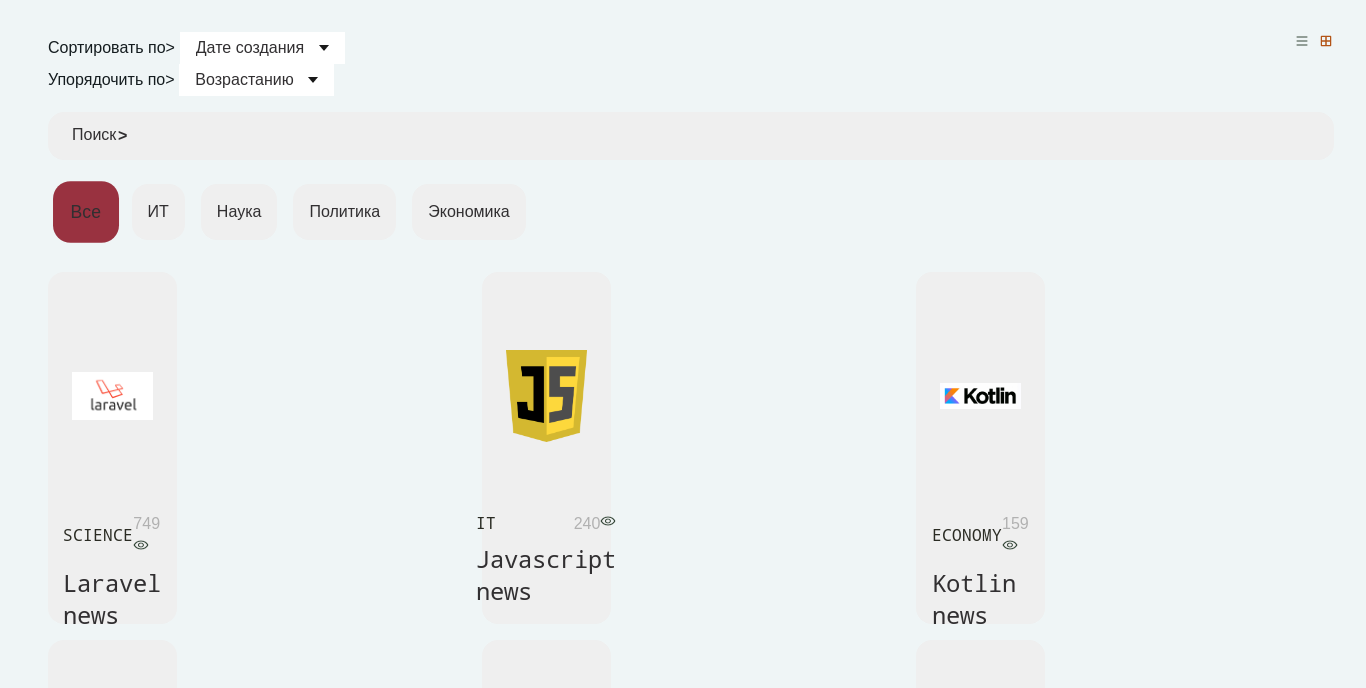 Сортировать по> Дате создания
Упорядочить по> Возрастанию
Поиск>
Все ИТ Наука Политика Экономика
laravel
JS
Kotlin
SCIENCE 749
IT 240
ECONOMY 159
Laravel
news
Javascript
news
Kotlin
news